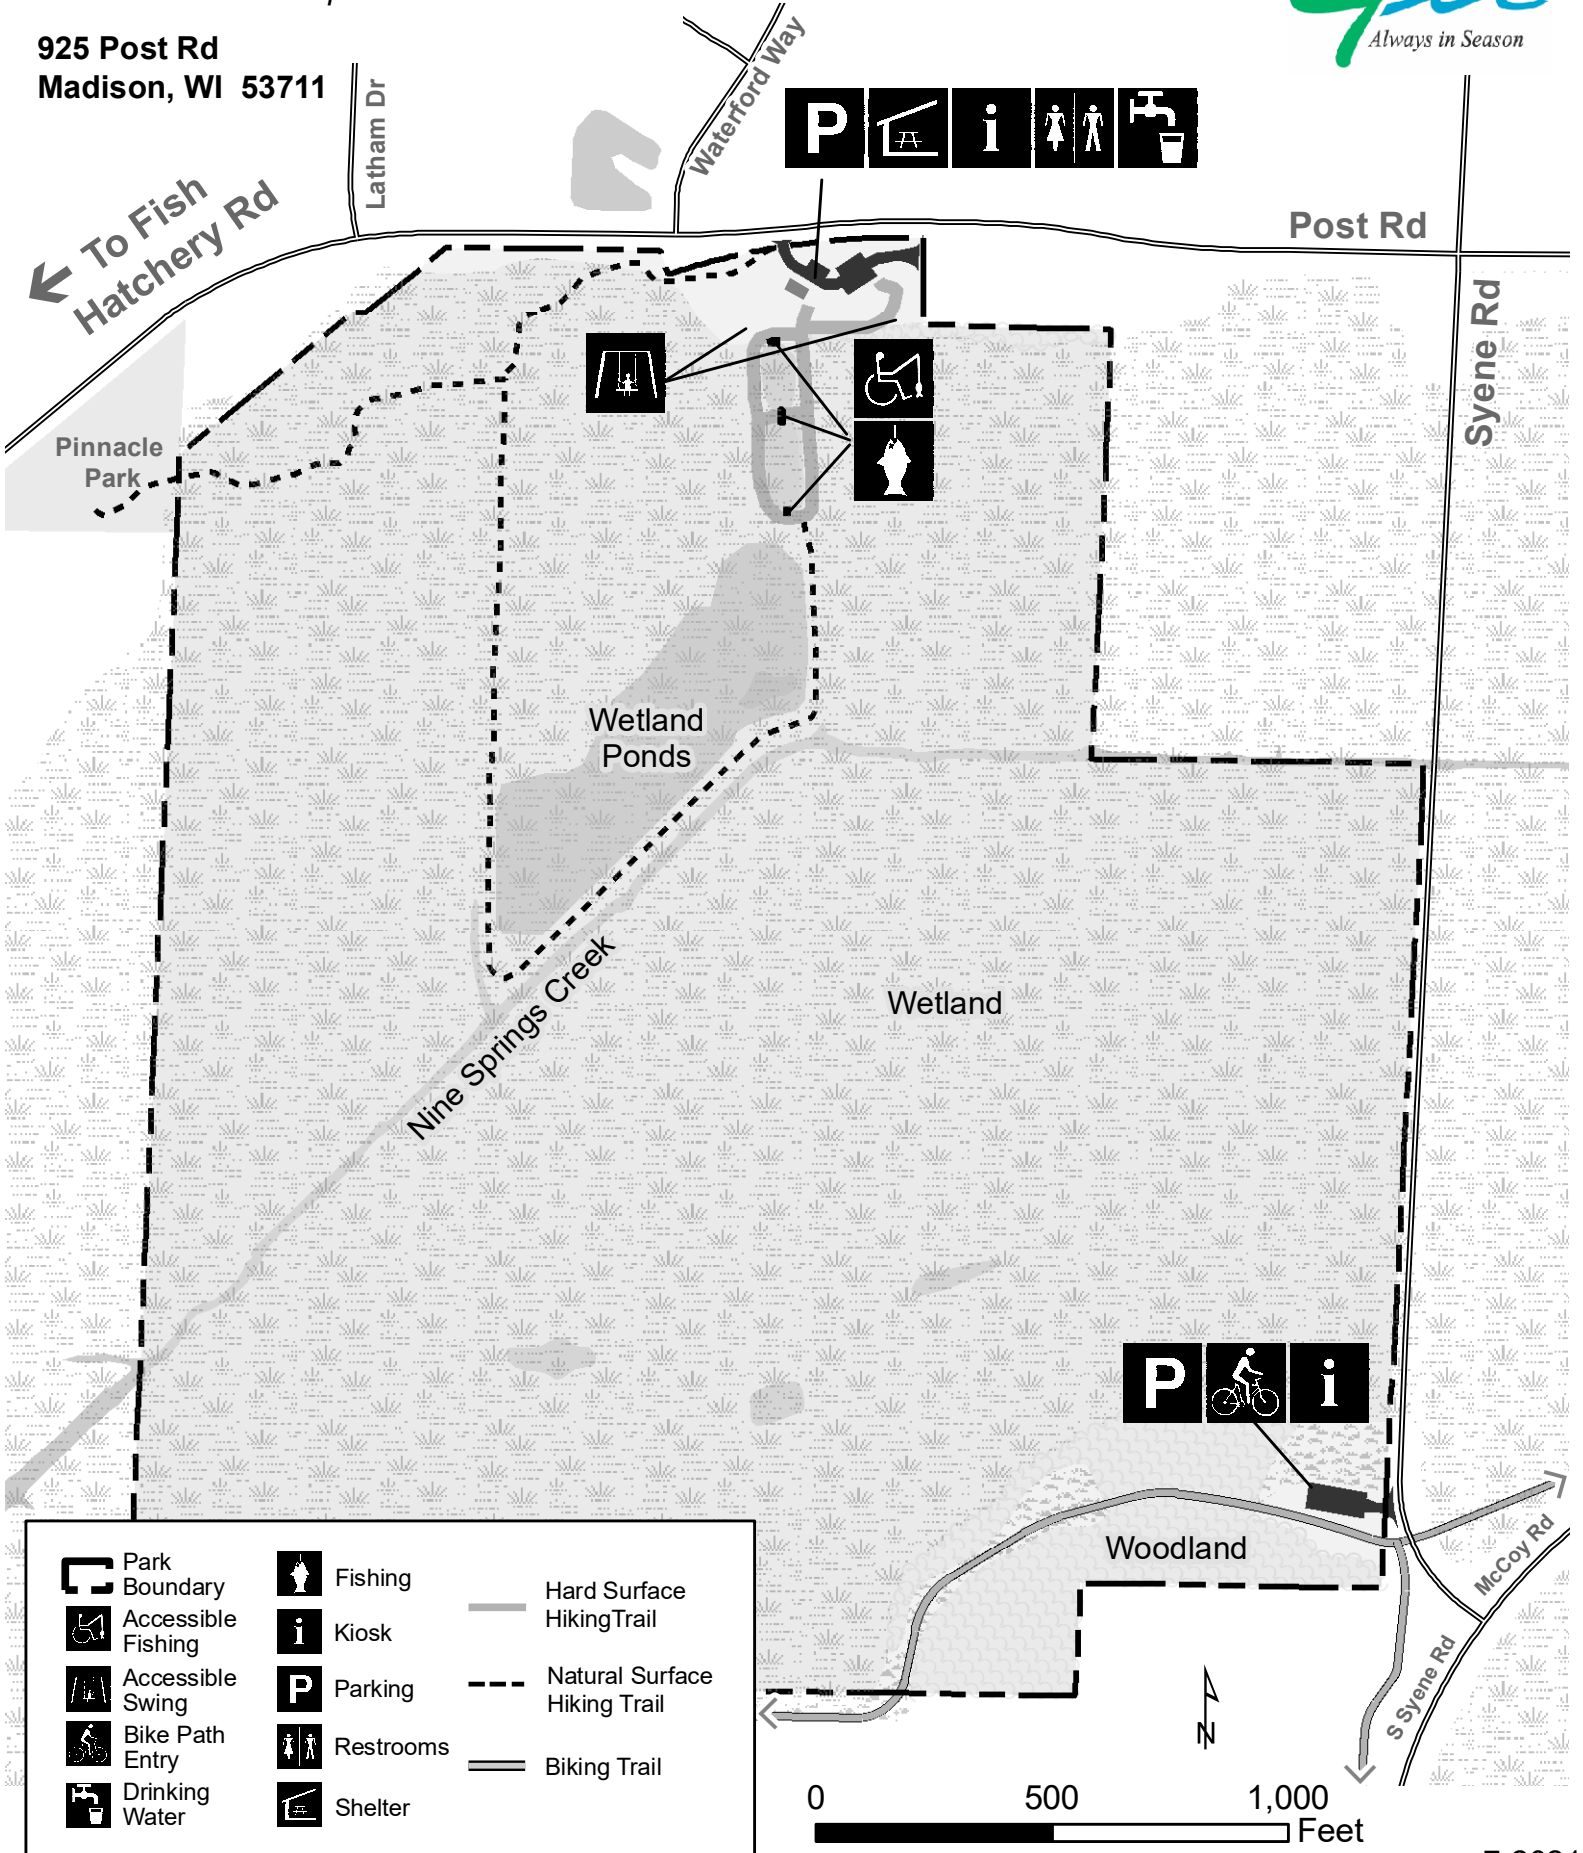 925 Post Rd
Madison, WI 53711
Always in Season
Latham Dr
Waterford Way
P
i
To Fish
Hatchery Rd
Post Rd
Syene Rd
Pinnacle
Park
Wetland
Ponds
Nine Springs Creek
Wetland
P
i
Woodland
McCoy Rd
S Syene Rd
Park
Boundary
Accessible
Fishing
Accessible
Swing
Bike Path
Entry
Drinking
Water
Fishing
i
Kiosk
P
Parking
Restrooms
Shelter
Hard Surface
HikingTrail
Natural Surface
Hiking Trail
Biking Trail
N
0 500 1,000
Feet